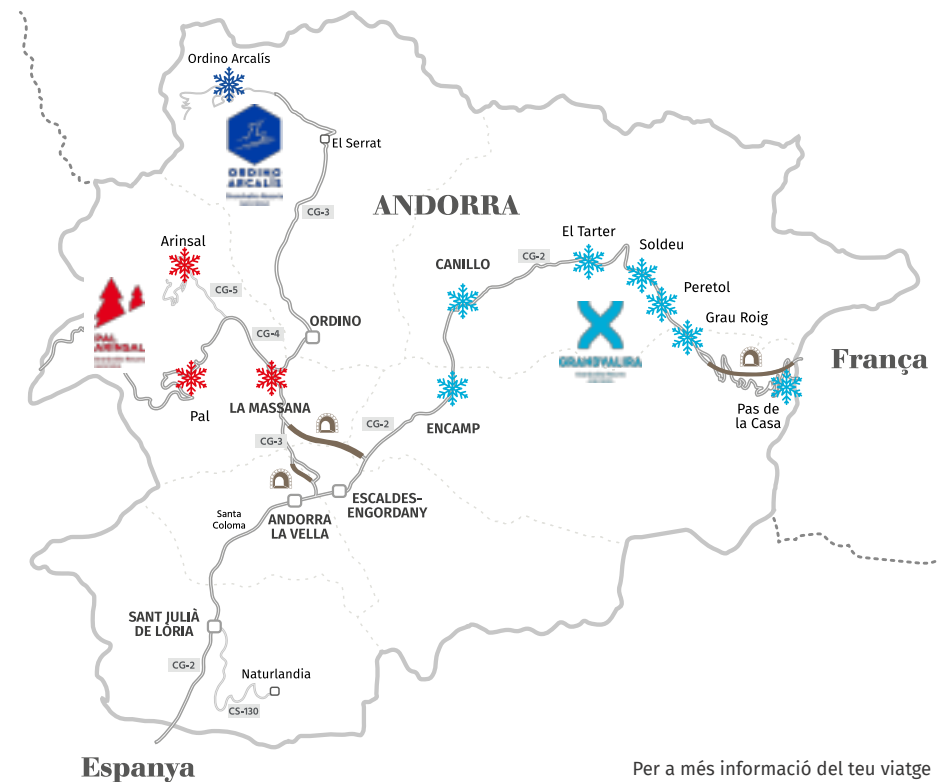 Ordino Arcalís
ORDINO
ARCALÍS
El Serrat
CG-3
ANDORRA
Arinsal
El Tarter
Soldeu
CG-2
CANILLO
Peretol
CG-5
PAL
ARINSAL
Grau Roig
ORDINO
CG-4
GRANDVALIRA
França
LA MASSANA
Pal
Pas de
la Casa
CG-2
ENCAMP
CG-3
ESCALDES-
ENGORDANY
Santa
Coloma
ANDORRA
LA VELLA
SANT JULIÀ
DE LÒRIA
CG-2
Naturlandia
CS-130
Espanya
Per a més informació del teu viatge